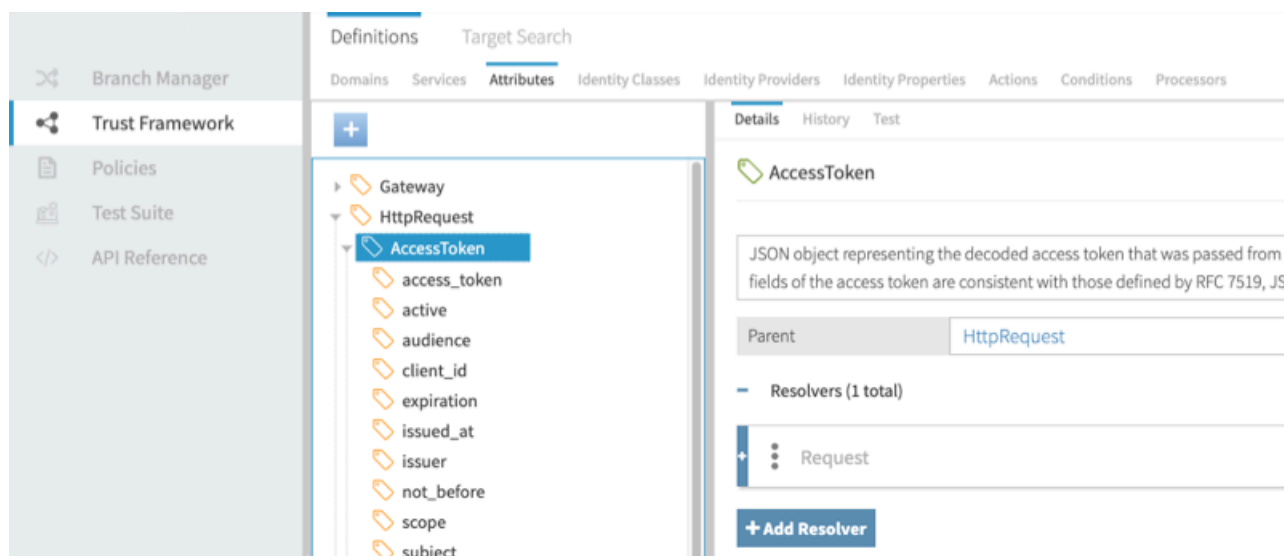 Definitions Target Search
Branch Manager
Trust Framework
Policies
Test Suite
API Reference
Domains Services Attributes Identity Classes Identity Providers Identity Properties Actions Conditions Processors
Gateway
HttpRequest
AccessToken
access_token
active
audience
client_id
expiration
issued_at
issuer
not_before
scope
subject
Details History Test
AccessToken
JSON object representing the decoded access token that was passed from
fields of the access token are consistent with those defined by RFC 7519, JS
Parent HttpRequest
Resolvers (1 total)
Request
+ Add Resolver